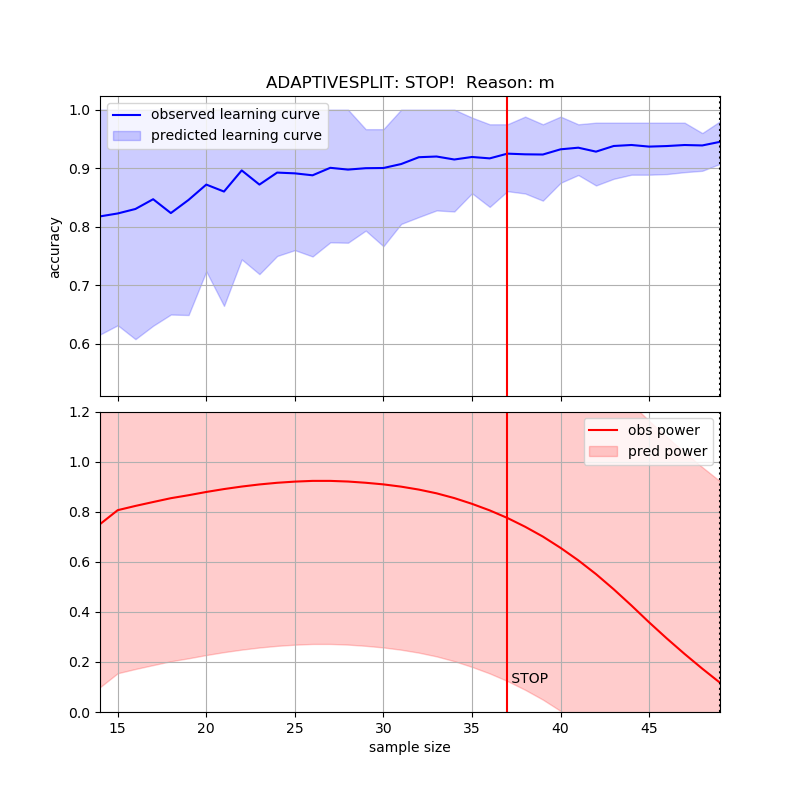 ADAPTIVESPLIT: STOP!  Reason: m
observed learning curve
predicted learning curve
1.0
0.9
0.8
0.7
0.6
accuracy
obs power
pred power
1.2
1.0
0.8
0.6
0.4
0.2
0.0
STOP
15 20 25 30 35 40 45
sample size